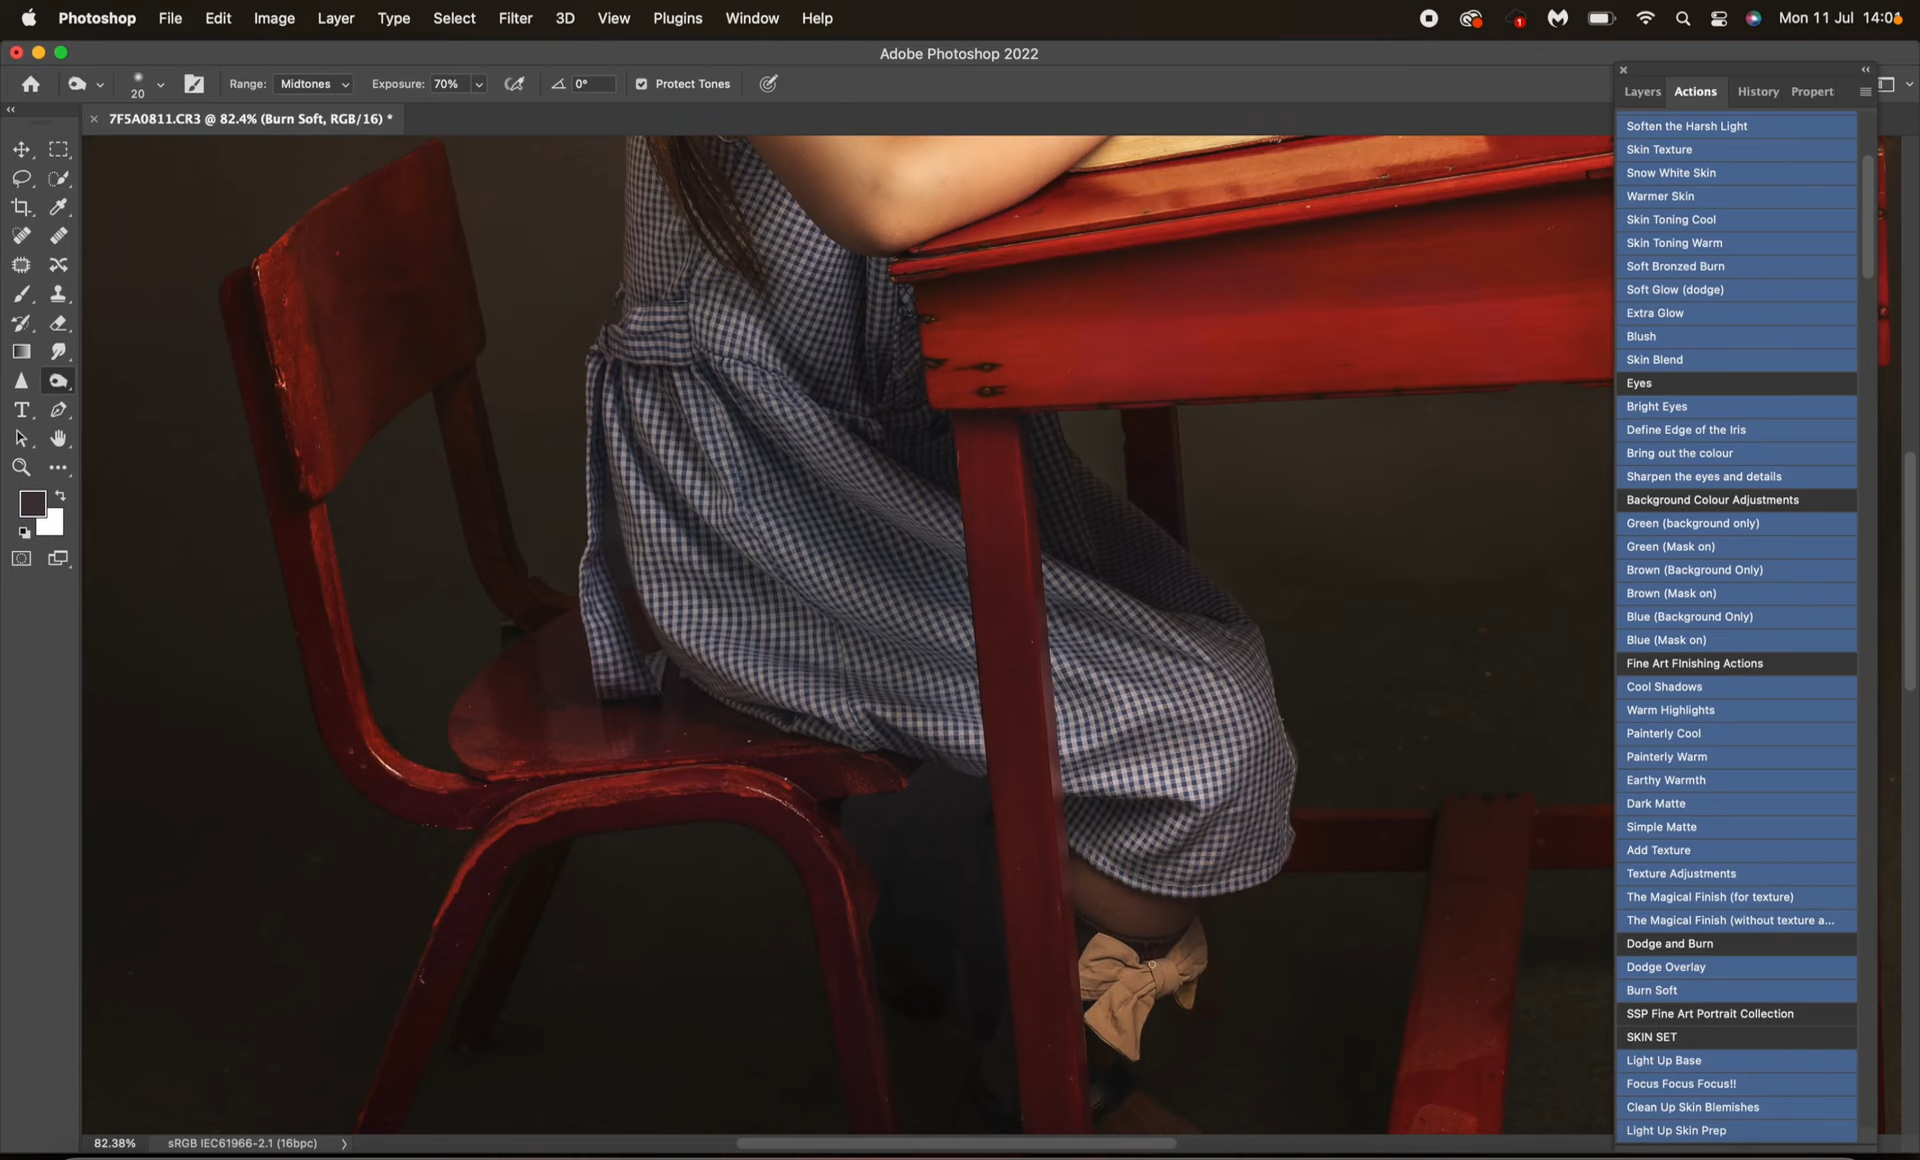 Photoshop File Edit Image Layer Type Select Filter 3D View Plugins Window Help 1 Mon 11 Jul 14:01
Adobe Photoshop 2022
20 Range: Midtones Exposure: 70% 0° Protect Tones
7F5A0811.CR3 @ 82.4% (Burn Soft, RGB/16) *
Layers Actions History Propert
Soften the Harsh Light
Skin Texture
Snow White Skin
Warmer Skin
Skin Toning Cool
Skin Toning Warm
Soft Bronzed Burn
Soft Glow (dodge)
Extra Glow
Blush
Skin Blend
Eyes
Bright Eyes
Define Edge of the Iris
Bring out the colour
Sharpen the eyes and details
Background Colour Adjustments
Green (background only)
Green (Mask on)
Brown (Background Only)
Brown (Mask on)
Blue (Background Only)
Blue (Mask on)
Fine Art FInishing Actions
Cool Shadows
Warm Highlights
Painterly Cool
Painterly Warm
Earthy Warmth
Dark Matte
Simple Matte
Add Texture
Texture Adjustments
The Magical Finish (for texture)
The Magical Finish (without texture a...
Dodge and Burn
Dodge Overlay
Burn Soft
SSP Fine Art Portrait Collection
SKIN SET
Light Up Base
Focus Focus Focus!!
Clean Up Skin Blemishes
Light Up Skin Prep
82.38% sRGB IEC61966-2.1 (16bpc)